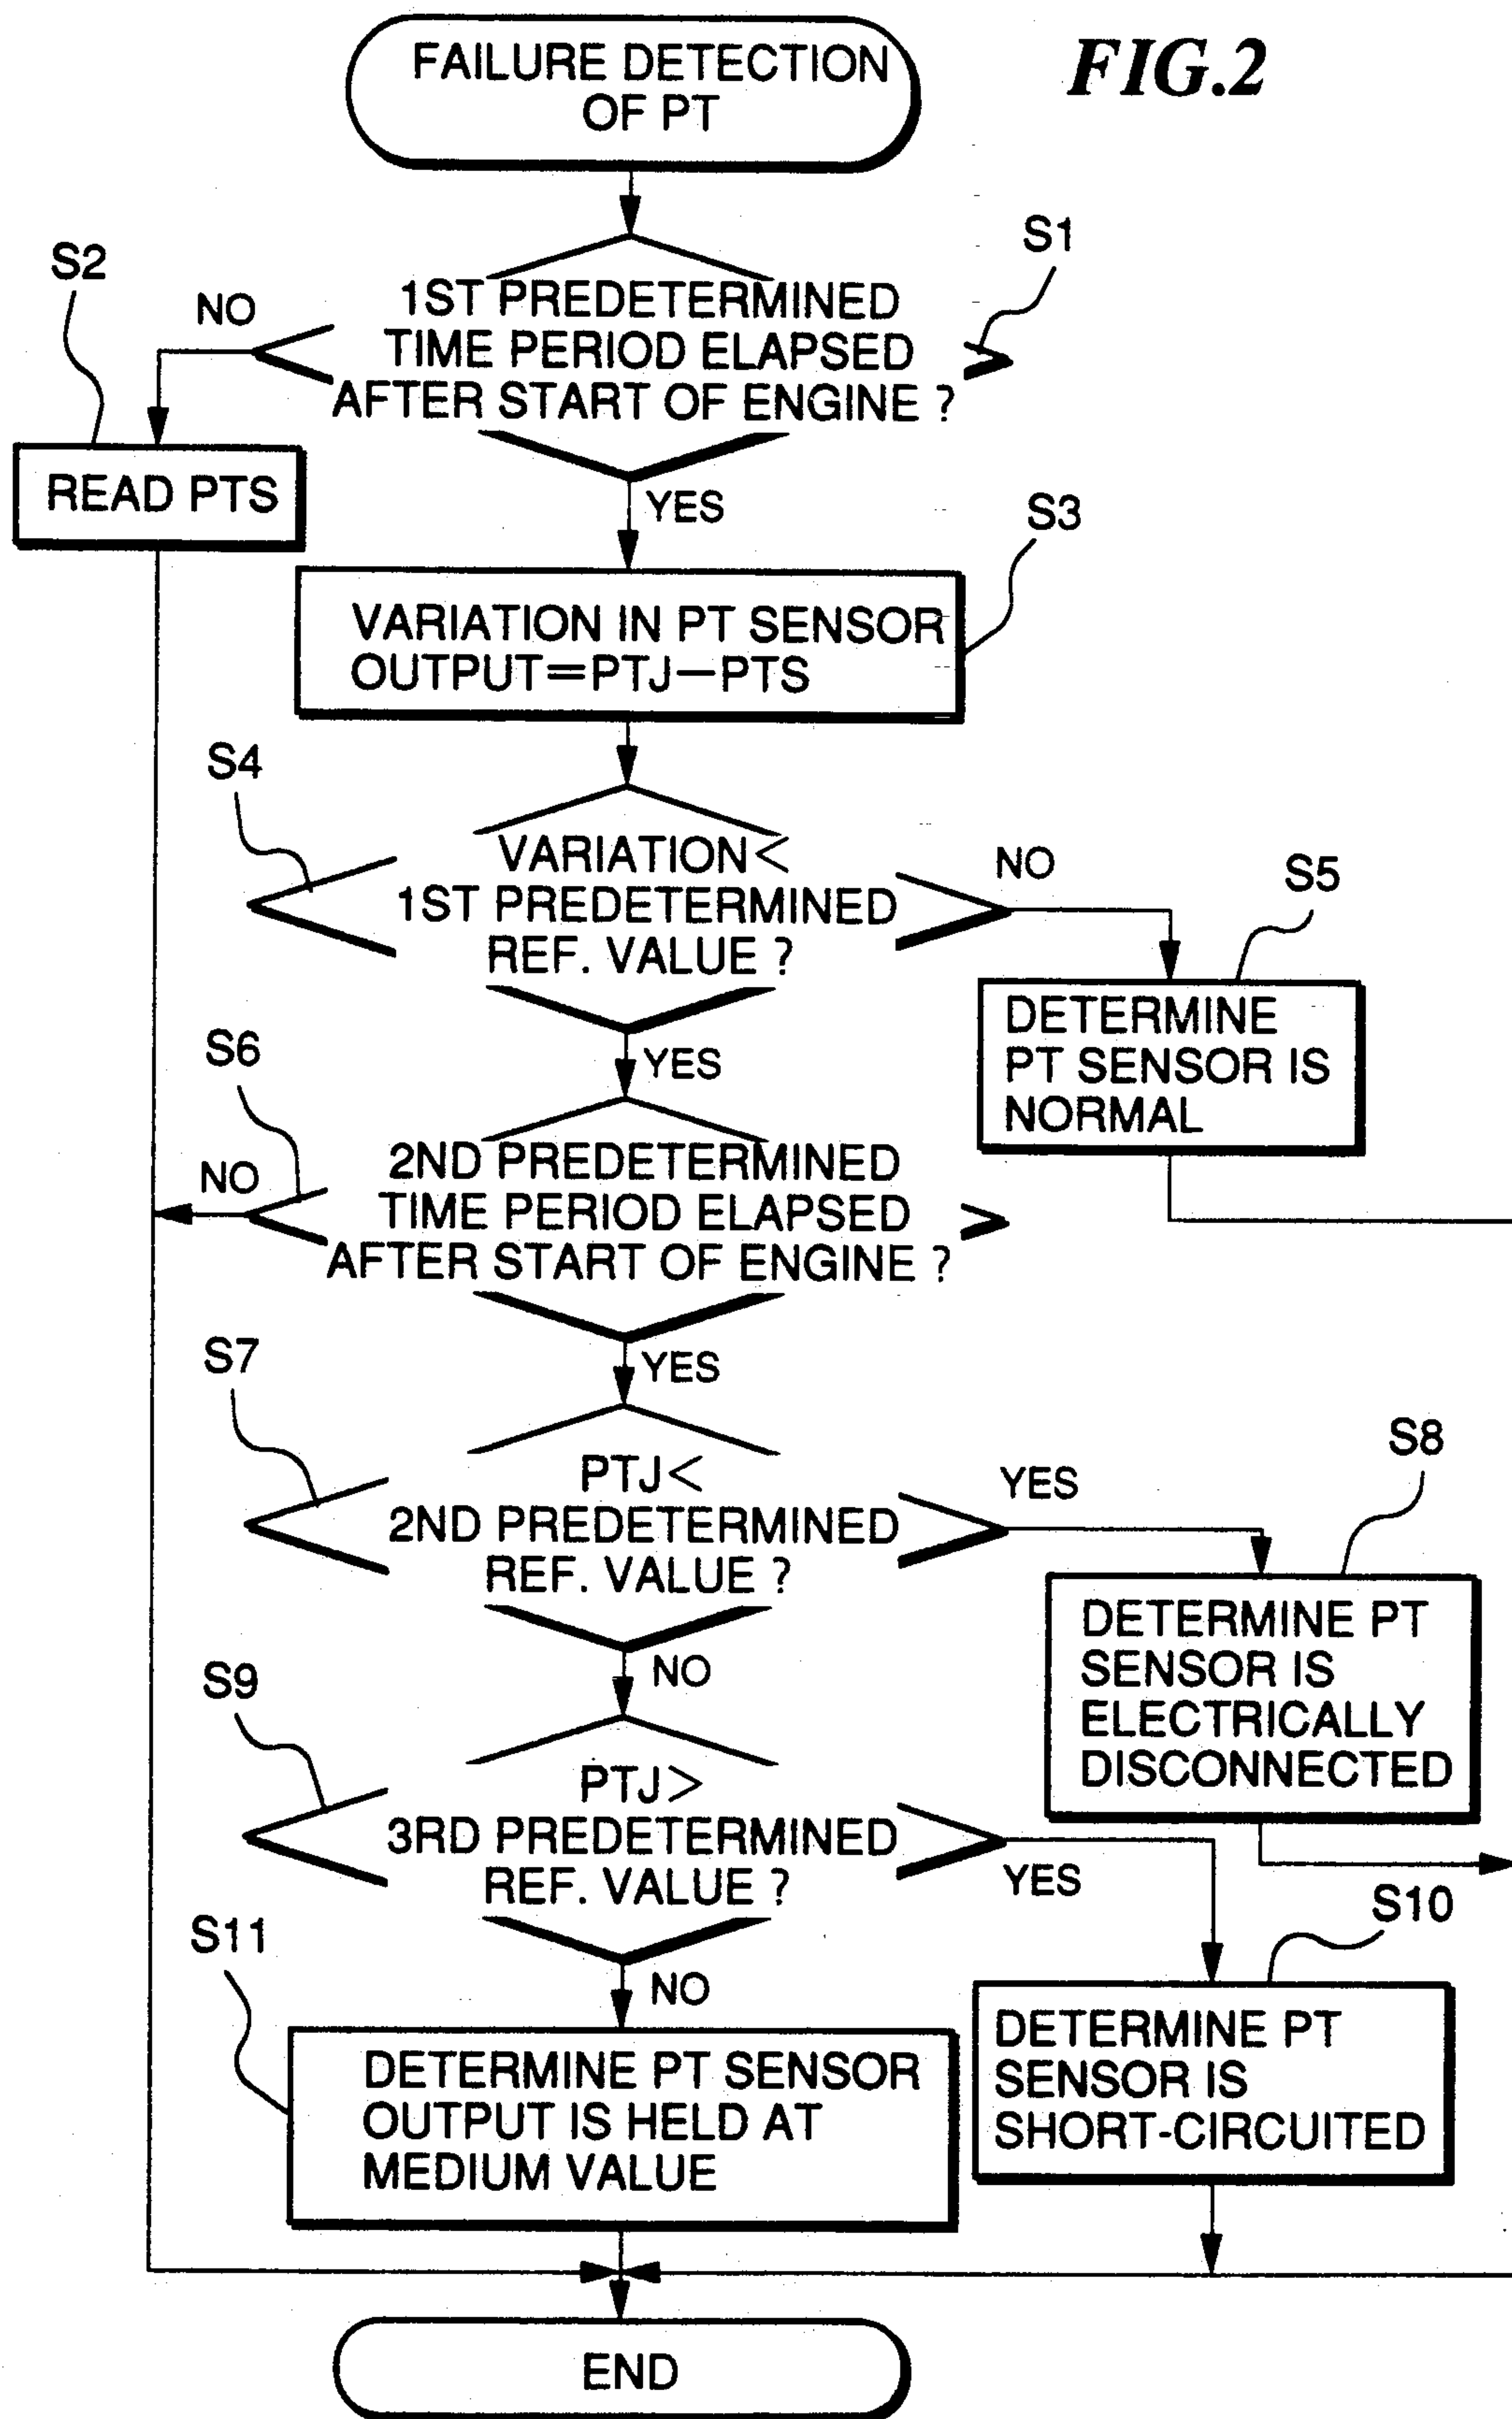 FAILURE DETECTION
OF PT
FIG.2
S1
1ST PREDETERMINED
TIME PERIOD ELAPSED
AFTER START OF ENGINE ?
NO
S2
READ PTS
YES
S3
VARIATION IN PT SENSOR
OUTPUT=PTJ−PTS
S4
VARIATION<
1ST PREDETERMINED
REF. VALUE ?
NO
S5
DETERMINE
PT SENSOR IS
NORMAL
YES
S6
2ND PREDETERMINED
TIME PERIOD ELAPSED
AFTER START OF ENGINE ?
NO
YES
S7
PTJ<
2ND PREDETERMINED
REF. VALUE ?
YES
S8
DETERMINE PT
SENSOR IS
ELECTRICALLY
DISCONNECTED
NO
S9
PTJ>
3RD PREDETERMINED
REF. VALUE ?
YES
S10
DETERMINE PT
SENSOR IS
SHORT-CIRCUITED
NO
S11
DETERMINE PT SENSOR
OUTPUT IS HELD AT
MEDIUM VALUE
END